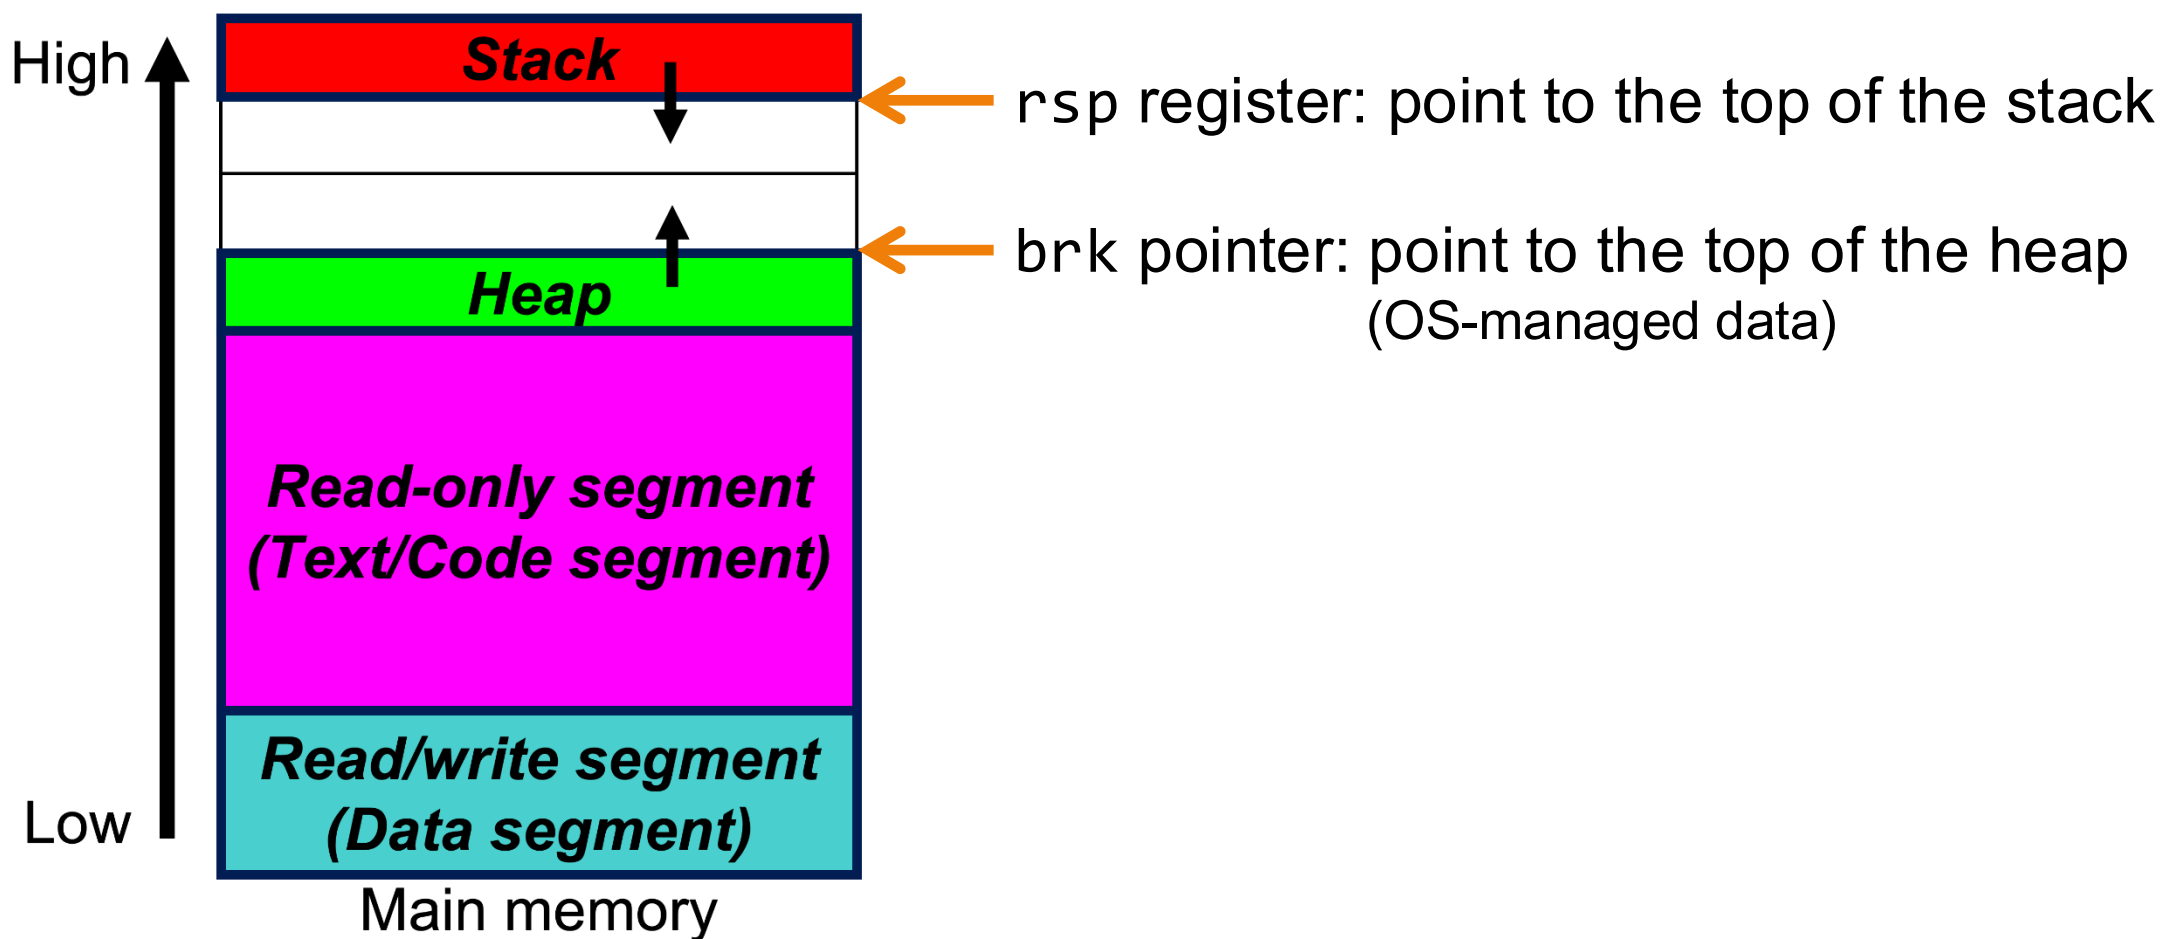 High
Stack
rsp register: point to the top of the stack
brk pointer: point to the top of the heap
(OS-managed data)
Heap
Read-only segment
(Text/Code segment)
Read/write segment
(Data segment)
Low
Main memory